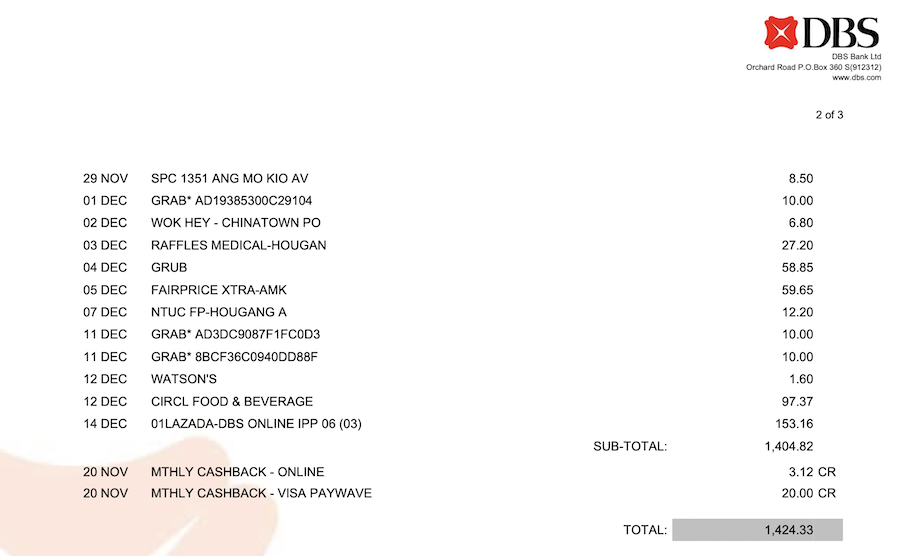 DBS
DBS Bank Ltd
Orchard Road P.O.Box 360 S(912312)
www.dbs.com
2 of 3
29 NOV SPC 1351 ANG MO KIO AV 8.50
01 DEC GRAB* AD19385300C29104 10.00
02 DEC WOK HEY - CHINATOWN PO 6.80
03 DEC RAFFLES MEDICAL-HOUGAN 27.20
04 DEC GRUB 58.85
05 DEC FAIRPRICE XTRA-AMK 59.65
07 DEC NTUC FP-HOUGANG A 12.20
11 DEC GRAB* AD3DC9087F1FC0D3 10.00
11 DEC GRAB* 8BCF36C0940DD88F 10.00
12 DEC WATSON'S 1.60
12 DEC CIRCL FOOD & BEVERAGE 97.37
14 DEC 01LAZADA-DBS ONLINE IPP 06 (03) 153.16
SUB-TOTAL: 1,404.82
20 NOV MTHLY CASHBACK - ONLINE 3.12 CR
20 NOV MTHLY CASHBACK - VISA PAYWAVE 20.00 CR
TOTAL: 1,424.33